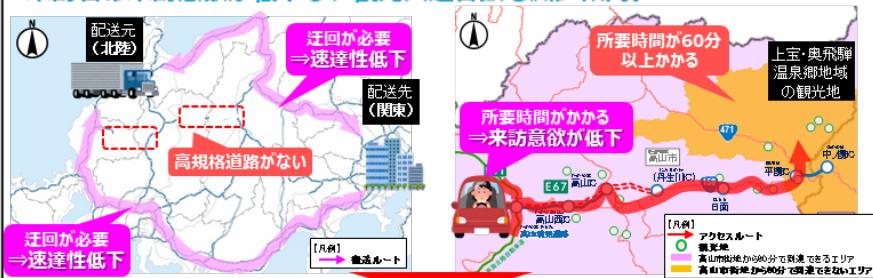 N
配送元
(北陸)
迂回が必要
⇒速達性低下
配送先
(関東)
高規格道路がない
迂回が必要
⇒速達性低下
【凡例】
搬送ルート
N
所要時間が60分
以上かかる
上宝・奥飛騨
温泉郷地域
の観光地
所要時間がかかる
⇒来訪意欲が低下
471
高山市
E67
高山IC
(丹生川IC)
平湯IC
中ノ湯IC
高山西IC
日面
【凡例】
アクセスルート
観光地
高山市街地から60分で到達できるエリア
高山市街地から60分で到達できないエリア